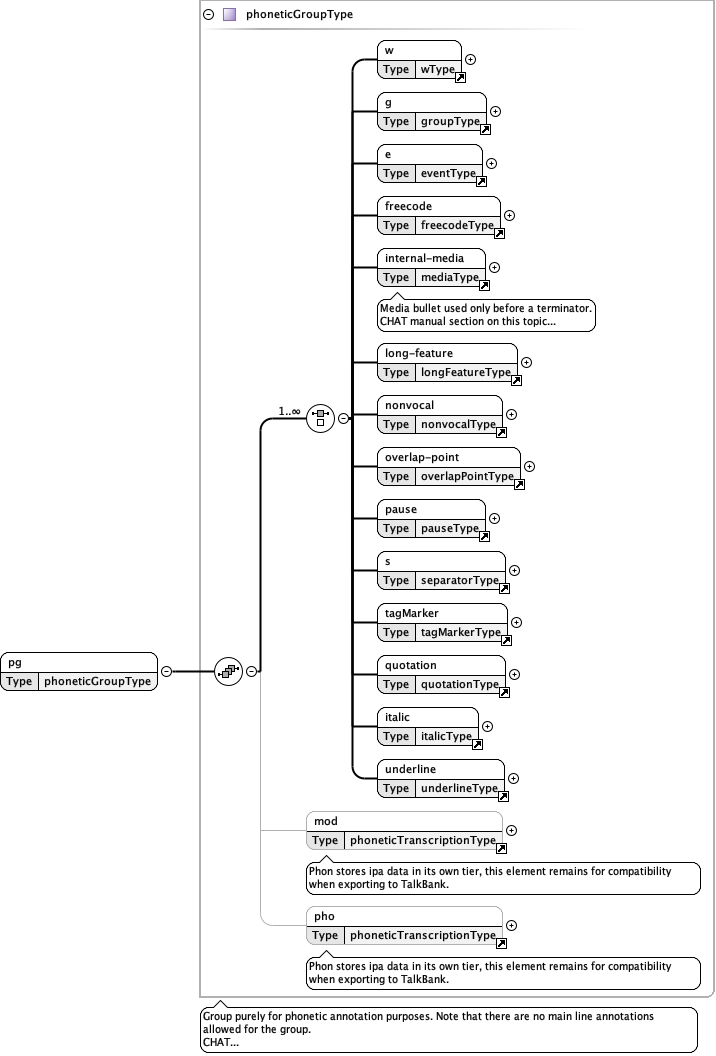 phoneticGroupType
w
Type wType
g
Type groupType
e
Type eventType
freecode
Type freecodeType
internal-media
Type mediaType
Media bullet used only before a terminator.
CHAT manual section on this topic...
long-feature
Type longFeatureType
1..∞
nonvocal
Type nonvocalType
overlap-point
Type overlapPointType
pause
Type pauseType
s
Type separatorType
tagMarker
Type tagMarkerType
pg
Type phoneticGroupType
quotation
Type quotationType
italic
Type italicType
underline
Type underlineType
mod
Type phoneticTranscriptionType
Phon stores ipa data in its own tier, this element remains for compatibility
when exporting to TalkBank.
pho
Type phoneticTranscriptionType
Phon stores ipa data in its own tier, this element remains for compatibility
when exporting to TalkBank.
Group purely for phonetic annotation purposes. Note that there are no main line annotations
allowed for the group.
CHAT...